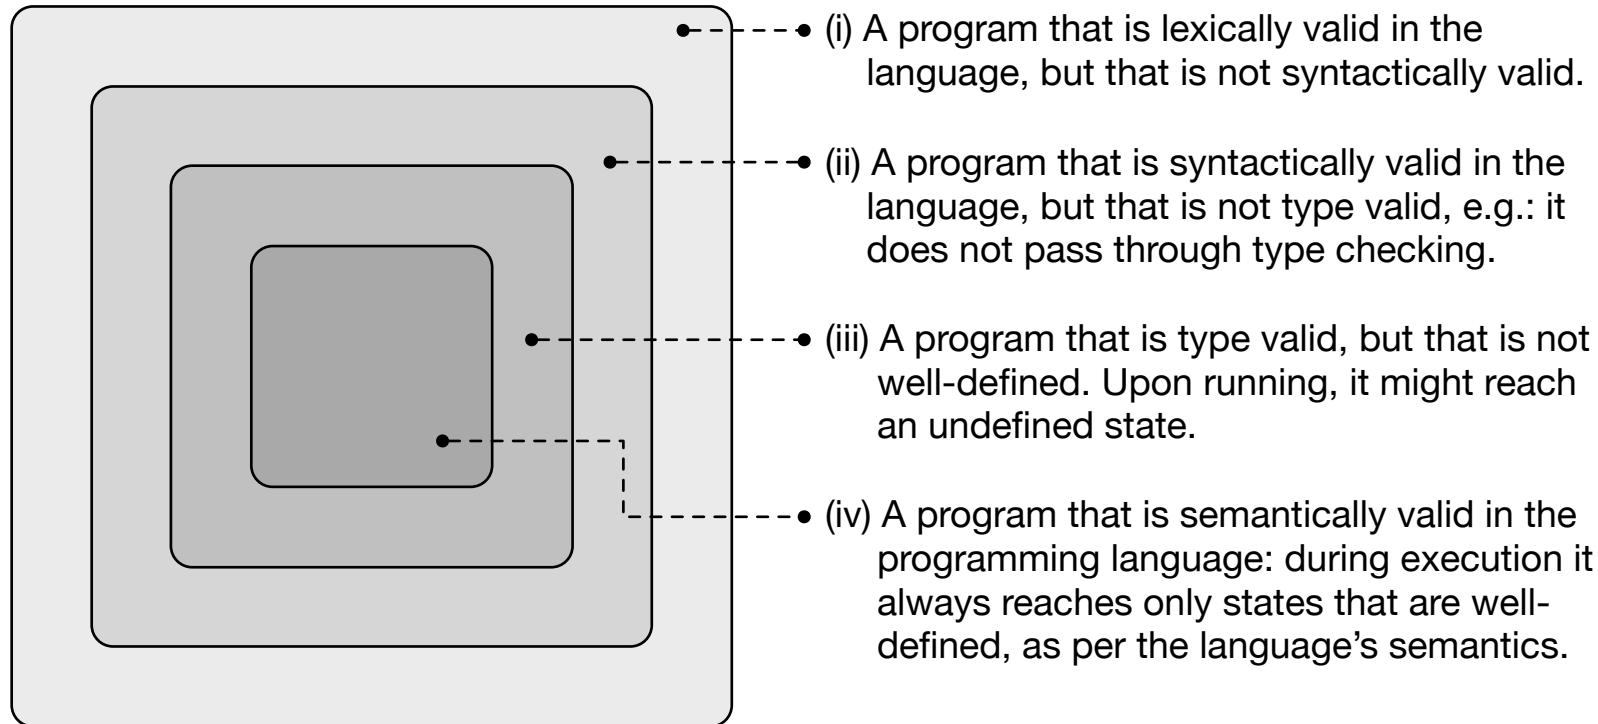 (i) A program that is lexically valid in the
language, but that is not syntactically valid.
(ii) A program that is syntactically valid in the
language, but that is not type valid, e.g.: it
does not pass through type checking.
(iii) A program that is type valid, but that is not
well-defined. Upon running, it might reach
an undefined state.
(iv) A program that is semantically valid in the
programming language: during execution it
always reaches only states that are well-
defined, as per the language’s semantics.